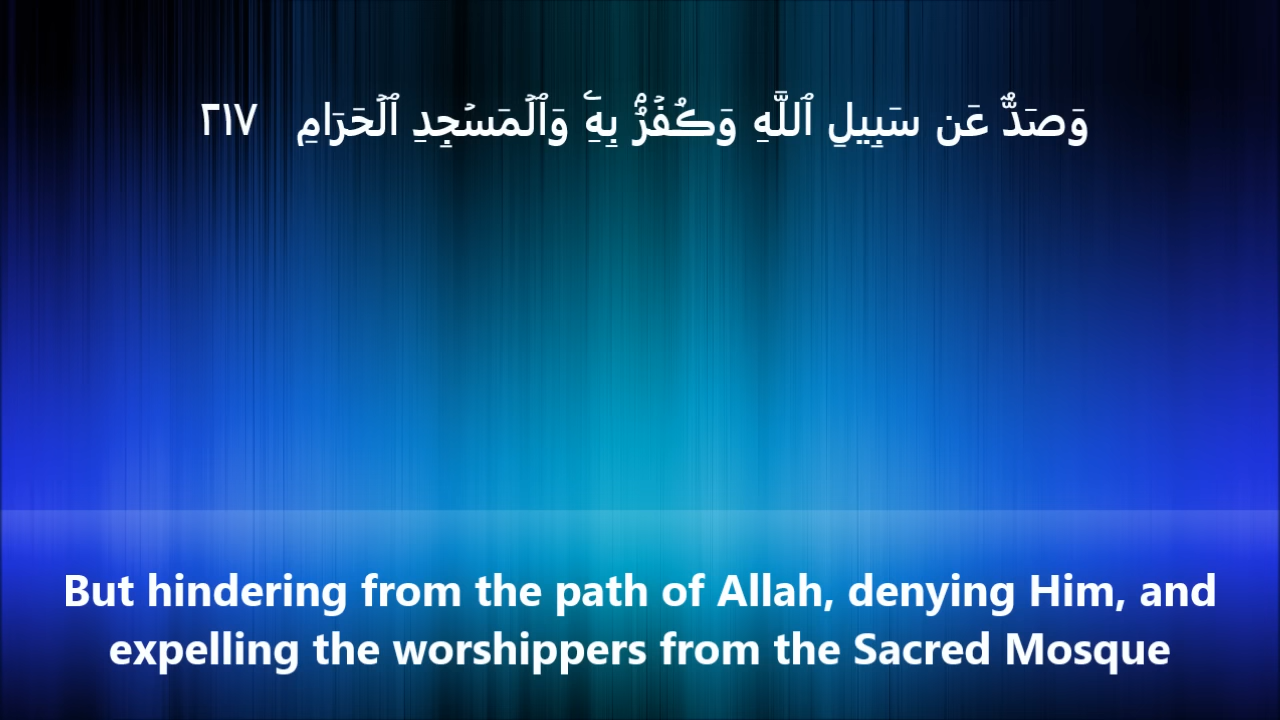 وَصَدٌّ عَن سَبِيلِ ٱللَّهِ وَكُفۡرُۢ بِهِۦ وَٱلۡمَسۡجِدِ ٱلۡحَرَامِ ٢١٧
But hindering from the path of Allah, denying Him, and
expelling the worshippers from the Sacred Mosque